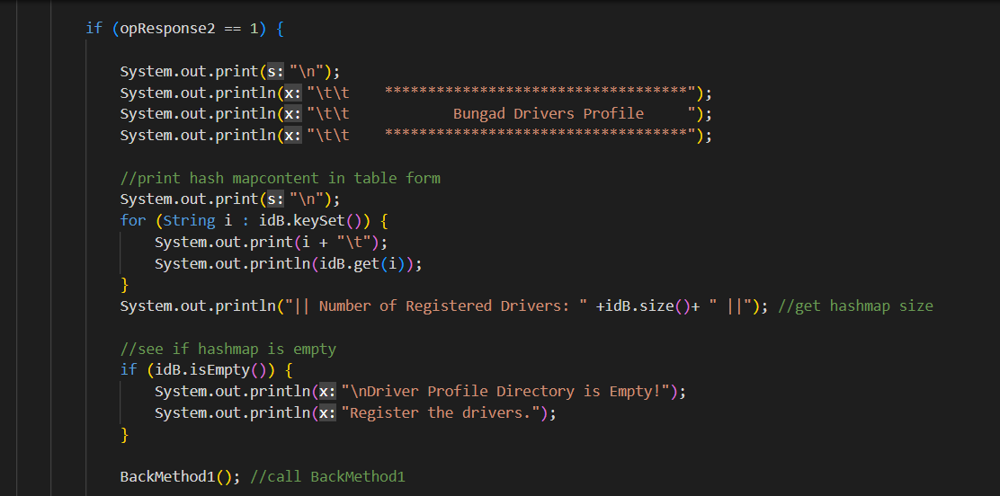 if (opResponse2 == 1) {
System.out.print(s: "\n");
System.out.println(x: "\t\t    ***********************************");
System.out.println(x: "\t\t            Bungad Drivers Profile     ");
System.out.println(x: "\t\t    ***********************************");
//print hash mapcontent in table form
System.out.print(s: "\n");
for (String i : idB.keySet()) {
System.out.print(i + "\t");
System.out.println(idB.get(i));
}
System.out.println("|| Number of Registered Drivers: " +idB.size()+ " ||"); //get hashmap size
//see if hashmap is empty
if (idB.isEmpty()) {
System.out.println(x: "\nDriver Profile Directory is Empty!");
System.out.println(x: "Register the drivers.");
}
BackMethod1(); //call BackMethod1